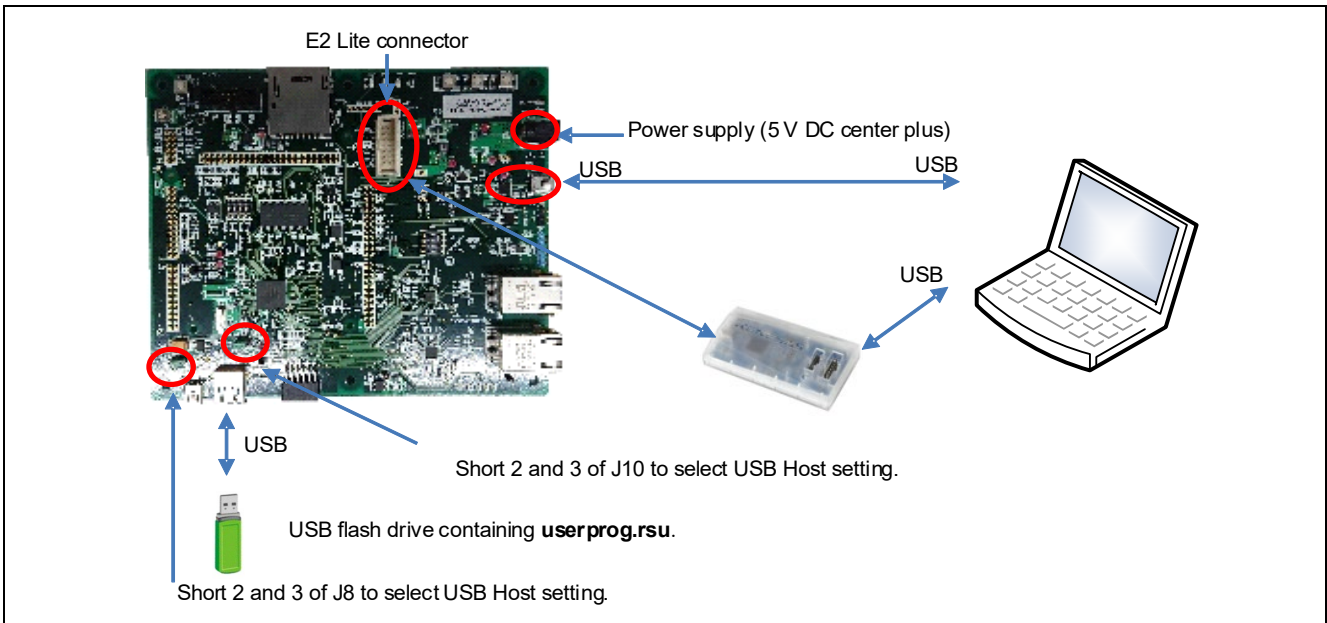 E2 Lite connector
Power supply (5 V DC center plus)
USB
USB
USB
USB
Short 2 and 3 of J10 to select USB Host setting.
USB flash drive containing userprog.rsu.
Short 2 and 3 of J8 to select USB Host setting.